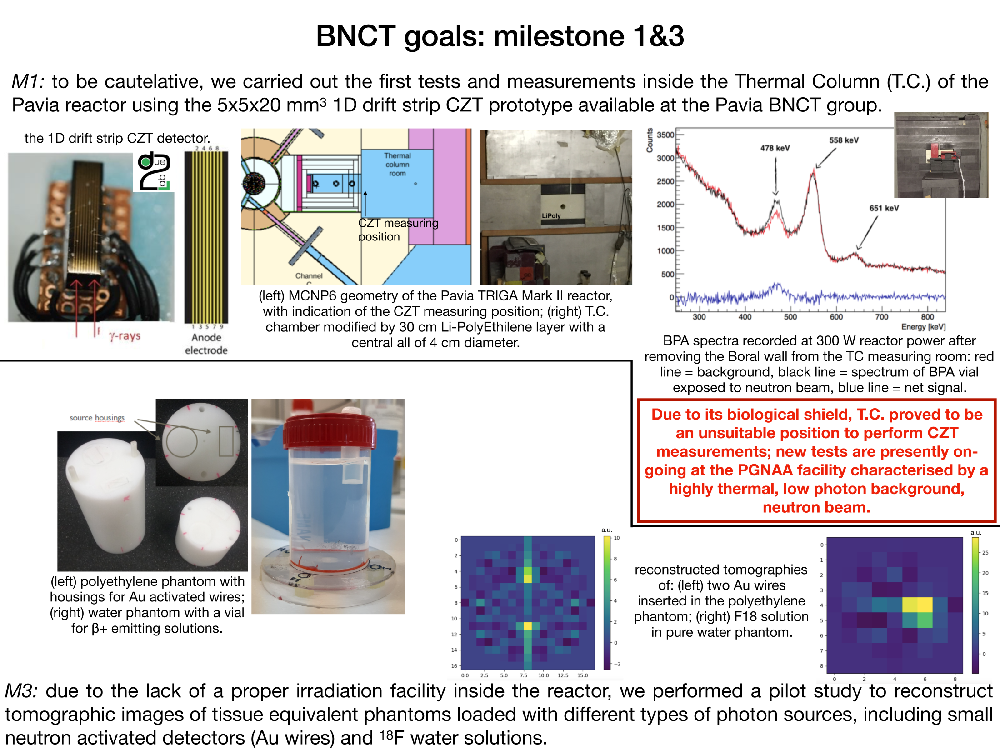 BNCT goals: milestone 1&3
M1: to be cautelative, we carried out the first tests and measurements inside the Thermal Column (T.C.) of the
Pavia reactor using the 5x5x20 mm³ 1D drift strip CZT prototype available at the Pavia BNCT group.
the 1D drift strip CZT detector.
Due
Lab
γ-rays
2 4 6 8
1 3 5 7 9
Anode
electrode
Thermal
column
room
CZT measuring
position
Channel
C
LiPoly
(left) MCNP6 geometry of the Pavia TRIGA Mark II reactor,
with indication of the CZT measuring position; (right) T.C.
chamber modified by 30 cm Li-PolyEthilene layer with a
central all of 4 cm diameter.
Counts
3500
3000
2500
2000
1500
1000
500
0
478 keV
558 keV
651 keV
300 400 500 600 700 800
Energy [keV]
BPA spectra recorded at 300 W reactor power after
removing the Boral wall from the TC measuring room: red
line = background, black line = spectrum of BPA vial
exposed to neutron beam, blue line = net signal.
Due to its biological shield, T.C. proved to be
an unsuitable position to perform CZT
measurements; new tests are presently on-
going at the PGNAA facility characterised by a
highly thermal, low photon background,
neutron beam.
source housings
(left) polyethylene phantom with
housings for Au activated wires;
(right) water phantom with a vial
for β+ emitting solutions.
a.u.
0
2
4
6
8
10
12
14
16
0.0 2.5 5.0 7.5 10.0 12.5 15.0
10
8
6
4
2
0
−2
reconstructed tomographies
of: (left) two Au wires
inserted in the polyethylene
phantom; (right) F18 solution
in pure water phantom.
a.u.
0
1
2
3
4
5
6
7
8
0 2 4 6 8
25
20
15
10
5
0
M3: due to the lack of a proper irradiation facility inside the reactor, we performed a pilot study to reconstruct
tomographic images of tissue equivalent phantoms loaded with different types of photon sources, including small
neutron activated detectors (Au wires) and ¹⁸F water solutions.